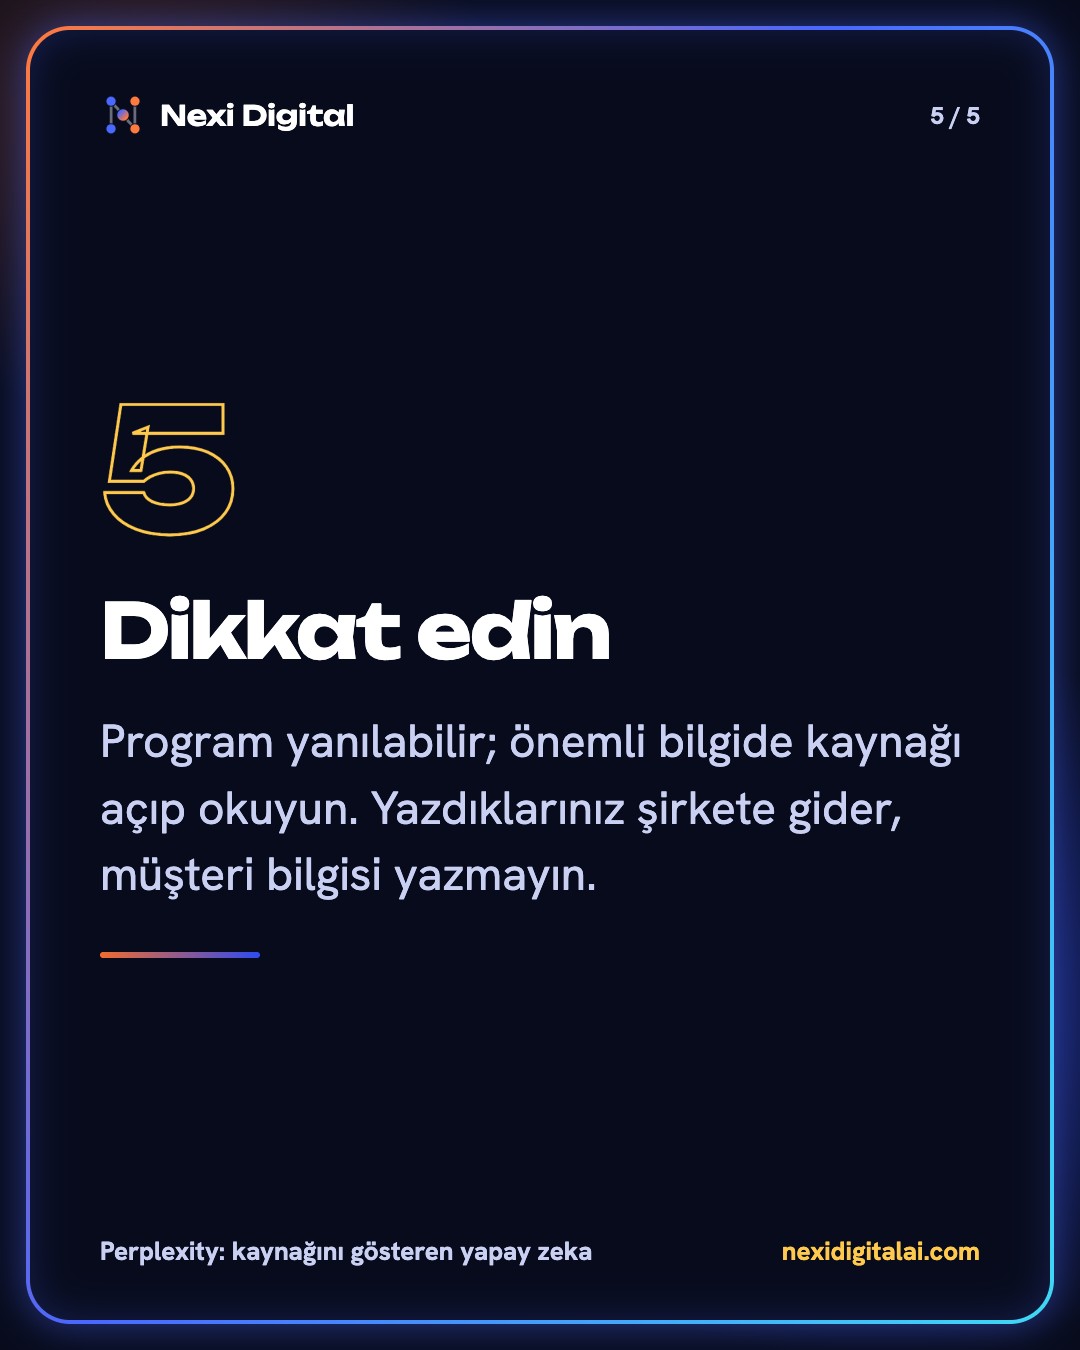 Nexi Digital
5 / 5
5
Dikkat edin
Program yanılabilir; önemli bilgide kaynağı
açıp okuyun. Yazdıklarınız şirkete gider,
müşteri bilgisi yazmayın.
Perplexity: kaynağını gösteren yapay zeka
nexidigitalai.com